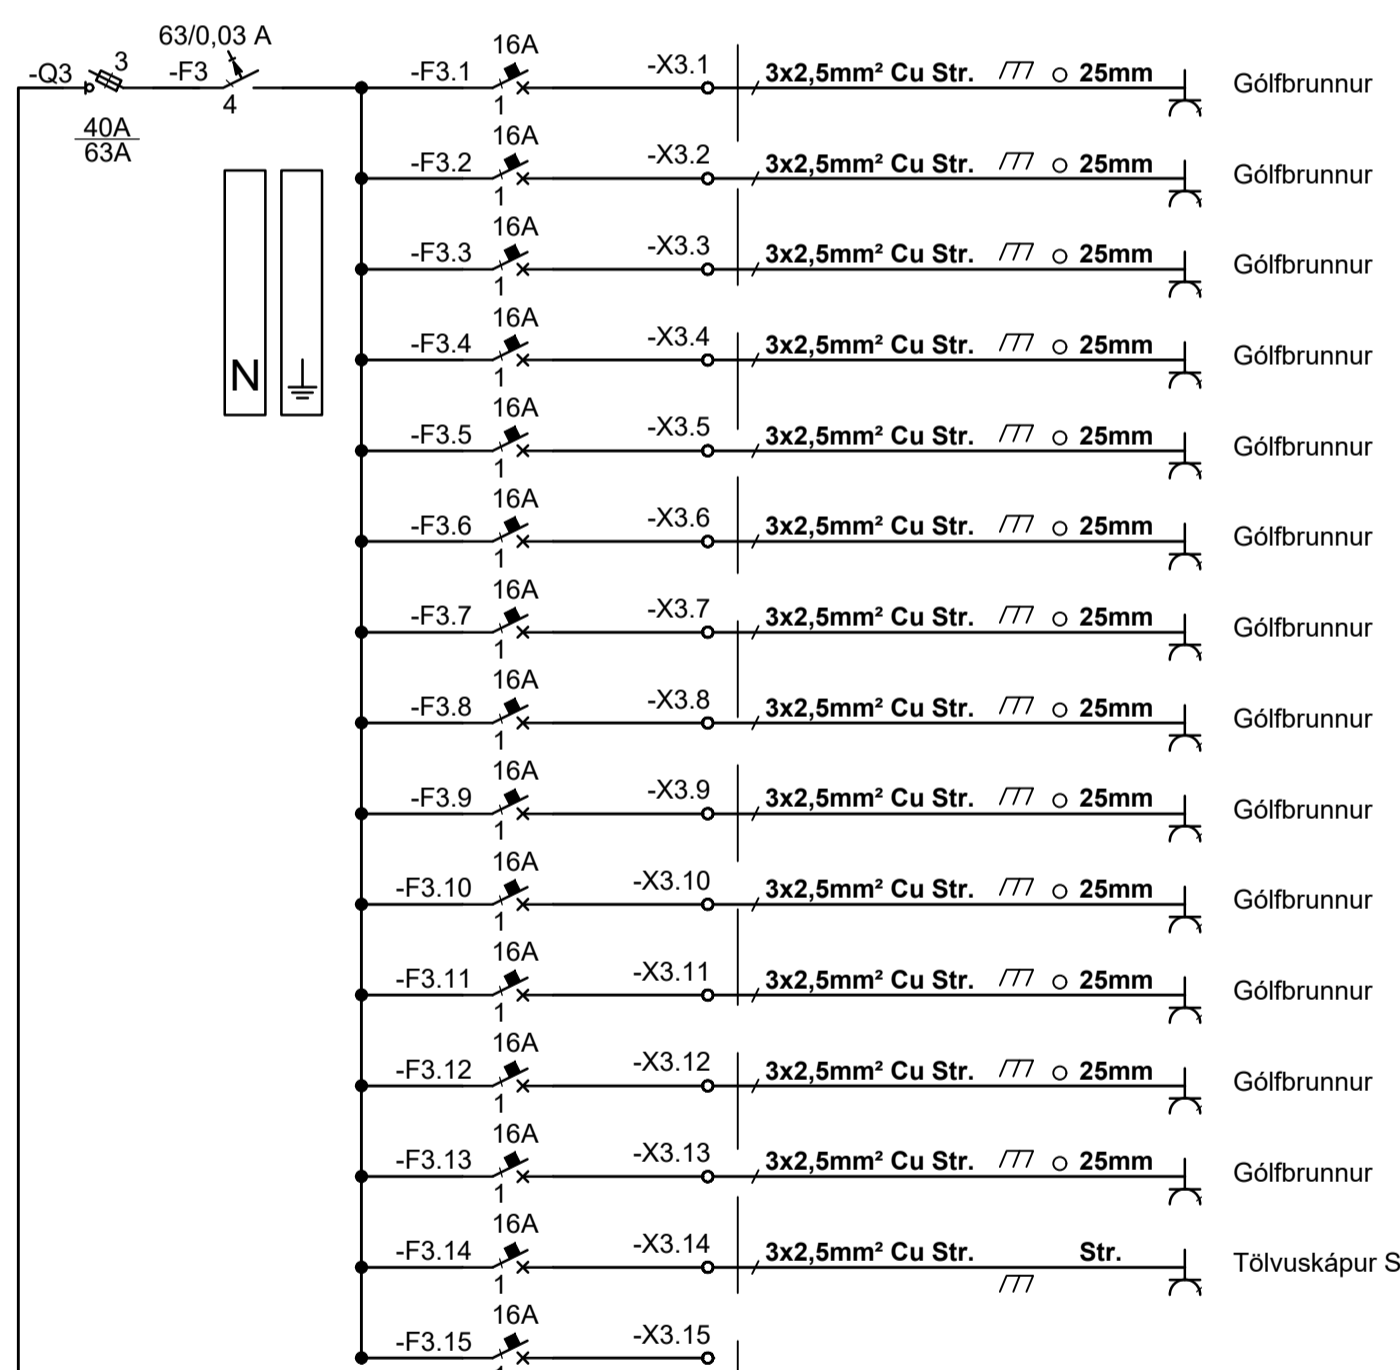 63/0,03 A
-Q3 3 -F3 4
40A
63A
N
16A
-F3.1 1 -X3.1 3x2,5mm² Cu Str. 25mm Gólfbrunnur
16A
-F3.2 1 -X3.2 3x2,5mm² Cu Str. 25mm Gólfbrunnur
16A
-F3.3 1 -X3.3 3x2,5mm² Cu Str. 25mm Gólfbrunnur
16A
-F3.4 1 -X3.4 3x2,5mm² Cu Str. 25mm Gólfbrunnur
16A
-F3.5 1 -X3.5 3x2,5mm² Cu Str. 25mm Gólfbrunnur
16A
-F3.6 1 -X3.6 3x2,5mm² Cu Str. 25mm Gólfbrunnur
16A
-F3.7 1 -X3.7 3x2,5mm² Cu Str. 25mm Gólfbrunnur
16A
-F3.8 1 -X3.8 3x2,5mm² Cu Str. 25mm Gólfbrunnur
16A
-F3.9 1 -X3.9 3x2,5mm² Cu Str. 25mm Gólfbrunnur
16A
-F3.10 1 -X3.10 3x2,5mm² Cu Str. 25mm Gólfbrunnur
16A
-F3.11 1 -X3.11 3x2,5mm² Cu Str. 25mm Gólfbrunnur
16A
-F3.12 1 -X3.12 3x2,5mm² Cu Str. 25mm Gólfbrunnur
16A
-F3.13 1 -X3.13 3x2,5mm² Cu Str. 25mm Gólfbrunnur
16A
-F3.14 1 -X3.14 3x2,5mm² Cu Str. Str. Tölvuskápur S
16A
-F3.15 -X3.15